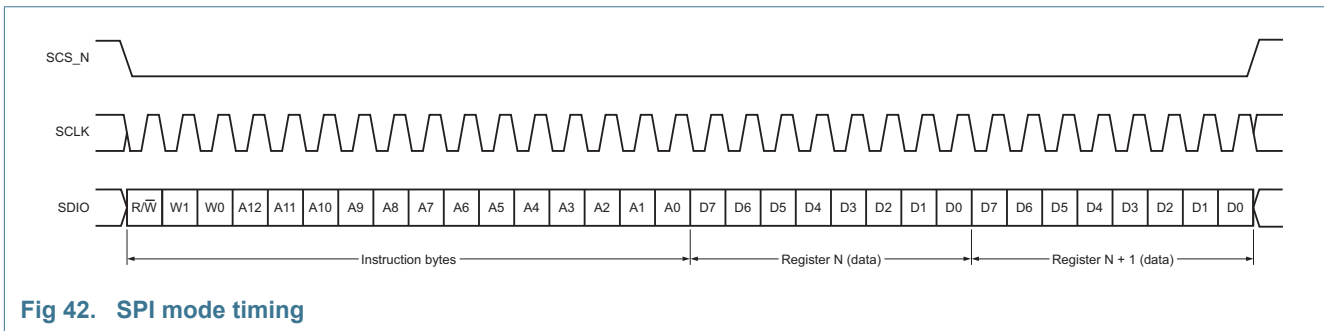 SCS_N
SCLK
SDIO R/W̅ W1 W0 A12 A11 A10 A9 A8 A7 A6 A5 A4 A3 A2 A1 A0 D7 D6 D5 D4 D3 D2 D1 D0 D7 D6 D5 D4 D3 D2 D1 D0
Instruction bytes Register N (data) Register N + 1 (data)
Fig 42. SPI mode timing